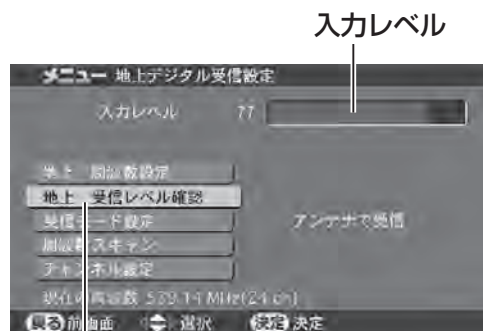 入力レベル
メニュー 地上デジタル受信設定
入力レベル 77
地上 周波数設定
地上 受信レベル確認
受信モード設定
アンテナで受信
周波数スキャン
チャンネル設定
現在の周波数 539.14 MHz(24 ch)
戻る 前画面 選択 決定 決定